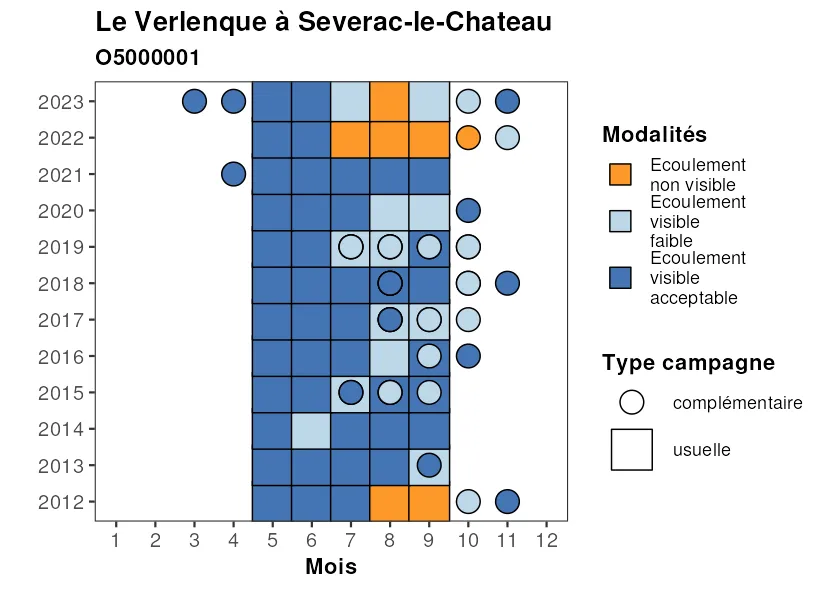 Le Verlenque à Severac-le-Chateau
O5000001
2023
2022
2021
2020
2019
2018
2017
2016
2015
2014
2013
2012
1 2 3 4 5 6 7 8 9 10 11 12
Mois
Modalités
Ecoulement
non visible
Ecoulement
visible
faible
Ecoulement
visible
acceptable
Type campagne
complémentaire
usuelle